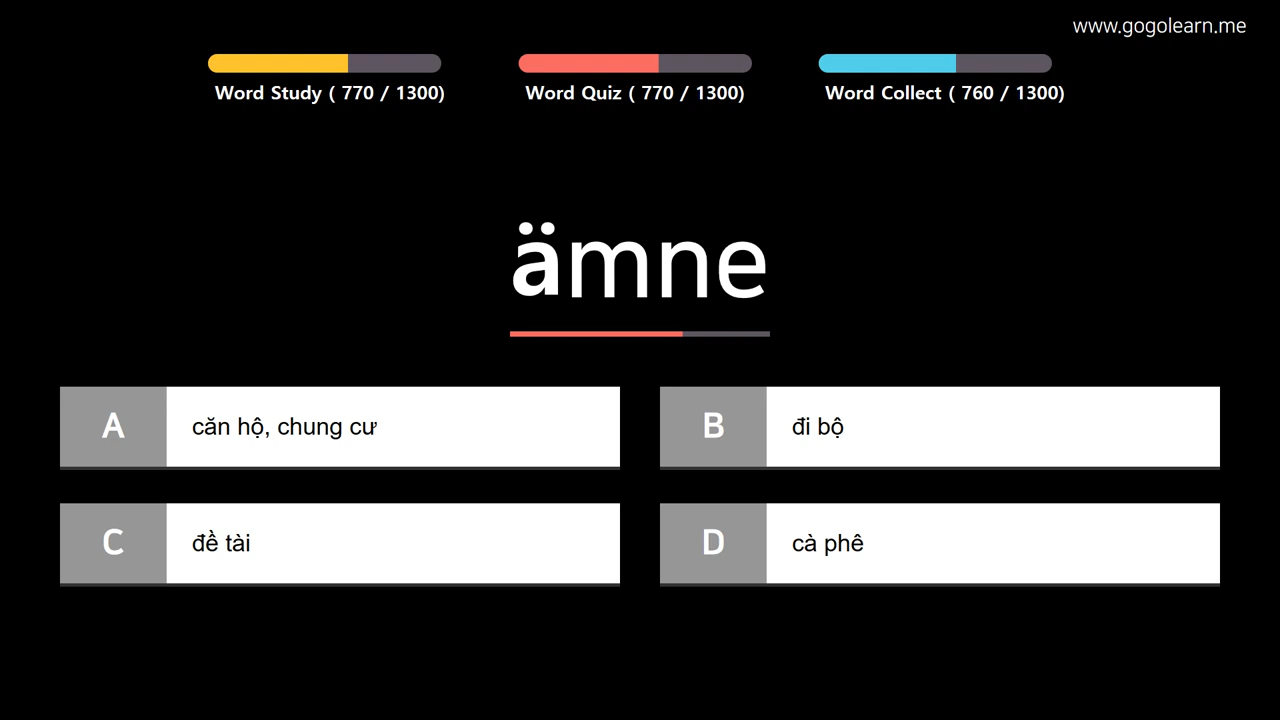 www.gogolearn.me
Word Study ( 770 / 1300)
Word Quiz ( 770 / 1300)
Word Collect ( 760 / 1300)
ämne
A căn hộ, chung cư
B đi bộ
C đề tài
D cà phê